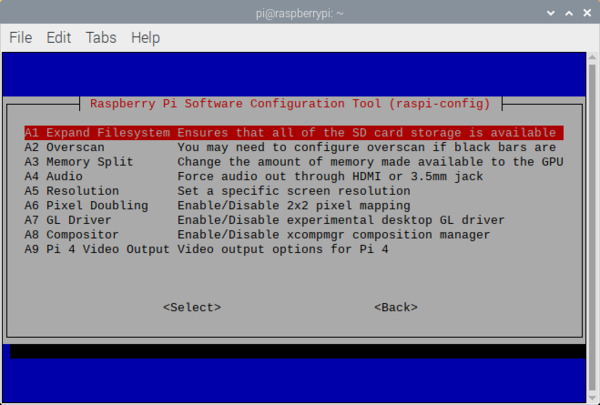 pi@raspberrypi: ~
File Edit Tabs Help
Raspberry Pi Software Configuration Tool (raspi-config)
A1 Expand Filesystem Ensures that all of the SD card storage is available
A2 Overscan You may need to configure overscan if black bars are
A3 Memory Split Change the amount of memory made available to the GPU
A4 Audio Force audio out through HDMI or 3.5mm jack
A5 Resolution Set a specific screen resolution
A6 Pixel Doubling Enable/Disable 2x2 pixel mapping
A7 GL Driver Enable/Disable experimental desktop GL driver
A8 Compositor Enable/Disable xcompmgr composition manager
A9 Pi 4 Video Output Video output options for Pi 4
<Select> <Back>